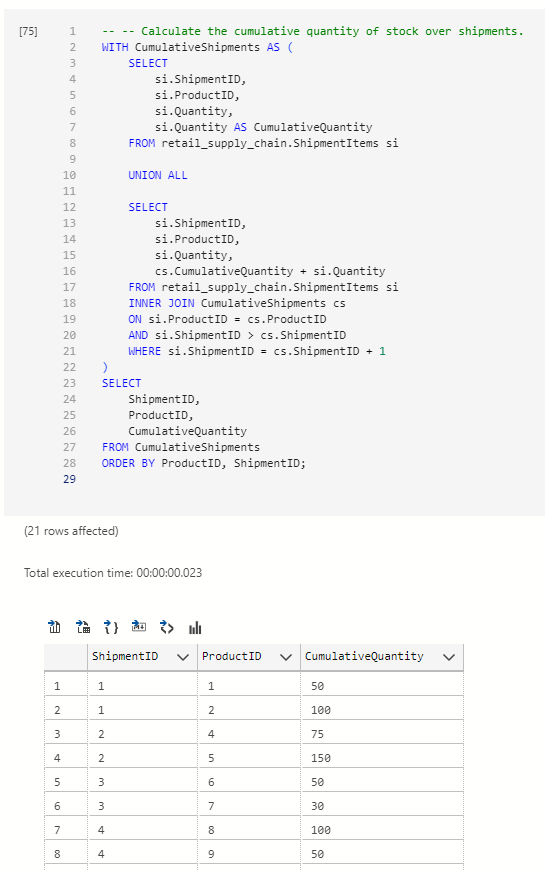 [75]
1 -- -- Calculate the cumulative quantity of stock over shipments.
2 WITH CumulativeShipments AS (
3 SELECT
4 si.ShipmentID,
5 si.ProductID,
6 si.Quantity,
7 si.Quantity AS CumulativeQuantity
8 FROM retail_supply_chain.ShipmentItems si
9
10 UNION ALL
11
12 SELECT
13 si.ShipmentID,
14 si.ProductID,
15 si.Quantity,
16 cs.CumulativeQuantity + si.Quantity
17 FROM retail_supply_chain.ShipmentItems si
18 INNER JOIN CumulativeShipments cs
19 ON si.ProductID = cs.ProductID
20 AND si.ShipmentID > cs.ShipmentID
21 WHERE si.ShipmentID = cs.ShipmentID + 1
22 )
23 SELECT
24 ShipmentID,
25 ProductID,
26 CumulativeQuantity
27 FROM CumulativeShipments
28 ORDER BY ProductID, ShipmentID;
29
(21 rows affected)
Total execution time: 00:00:00.023
ShipmentID ProductID CumulativeQuantity
1 1 1 50
2 1 2 100
3 2 4 75
4 2 5 150
5 3 6 50
6 3 7 30
7 4 8 100
8 4 9 50